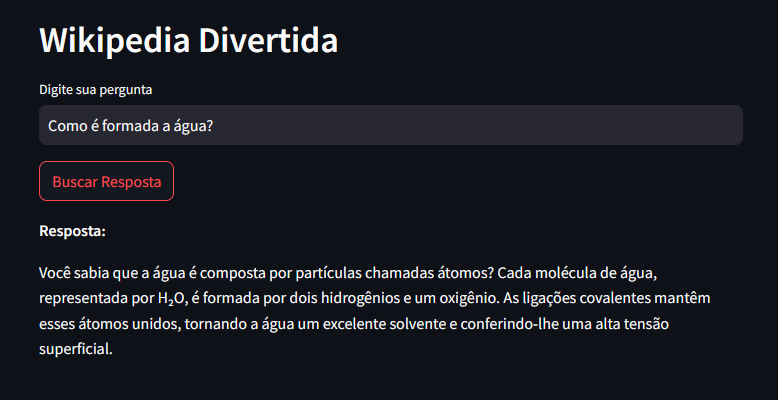 Wikipedia Divertida
Digite sua pergunta
Como é formada a água?
Buscar Resposta
Resposta:
Você sabia que a água é composta por partículas chamadas átomos? Cada molécula de água,
representada por H₂O, é formada por dois hidrogênios e um oxigênio. As ligações covalentes mantêm
esses átomos unidos, tornando a água um excelente solvente e conferindo-lhe uma alta tensão
superficial.